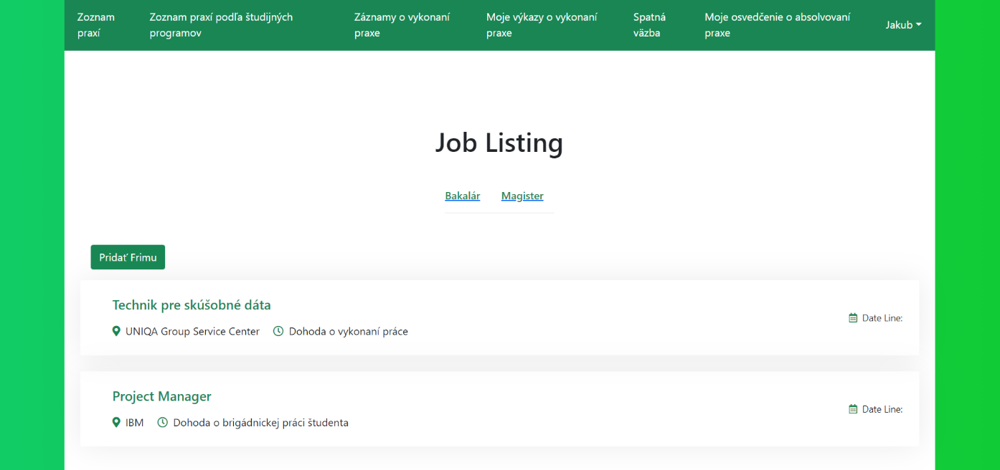 Zoznam praxí
Zoznam praxí podľa študijných programov
Záznamy o vykonaní praxe
Moje výkazy o vykonaní praxe
Spatná väzba
Moje osvedčenie o absolvovaní praxe
Jakub
Job Listing
Bakalár Magister
Pridať Frimu
Technik pre skúšobné dáta
UNIQA Group Service Center Dohoda o vykonaní práce
Date Line:
Project Manager
IBM Dohoda o brigádnickej práci študenta
Date Line: